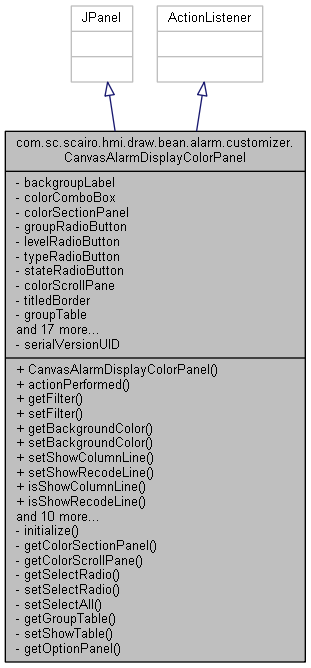 JPanel
ActionListener
com.sc.scairo.hmi.draw.bean.alarm.customizer.
CanvasAlarmDisplayColorPanel
- backgroupLabel
- colorComboBox
- colorSectionPanel
- groupRadioButton
- levelRadioButton
- typeRadioButton
- stateRadioButton
- colorScrollPane
- titledBorder
- groupTable
and 17 more...
- serialVersionUID
+ CanvasAlarmDisplayColorPanel()
+ actionPerformed()
+ getFilter()
+ setFilter()
+ getBackgroundColor()
+ setBackgroundColor()
+ setShowColumnLine()
+ setShowRecodeLine()
+ isShowColumnLine()
+ isShowRecodeLine()
and 10 more...
- initialize()
- getColorSectionPanel()
- getColorScrollPane()
- getSelectRadio()
- setSelectRadio()
- setSelectAll()
- getGroupTable()
- setShowTable()
- getOptionPanel()